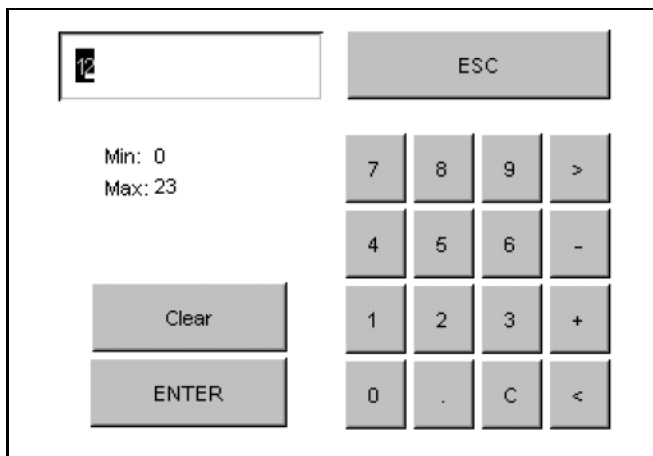 12
ESC
Min: 0
Max: 23
7 8 9 >
4 5 6 -
Clear
1 2 3 +
ENTER
0 . C <